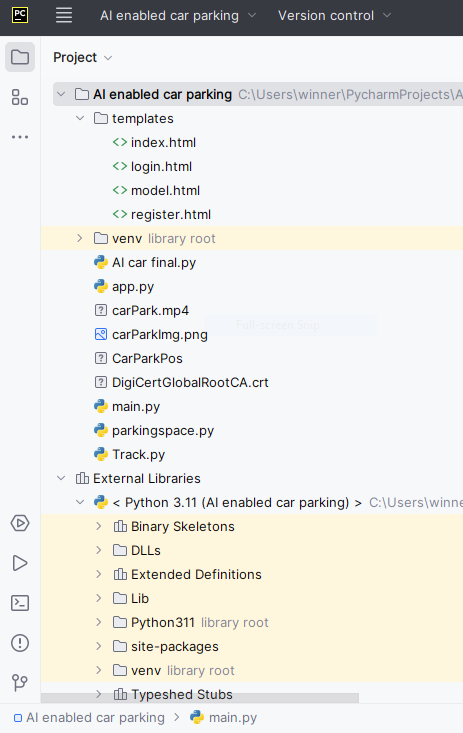 PC
AI enabled car parking Version control
Project
AI enabled car parking C:\Users\winner\PycharmProjects\A
templates
index.html
login.html
model.html
register.html
venv library root
AI car final.py
app.py
carPark.mp4
carParkImg.png
Full-screen Snip
CarParkPos
DigiCertGlobalRootCA.crt
main.py
parkingspace.py
Track.py
External Libraries
< Python 3.11 (AI enabled car parking) > C:\Users\winne
Binary Skeletons
DLLs
Extended Definitions
Lib
Python311 library root
site-packages
venv library root
Typeshed Stubs
AI enabled car parking > main.py